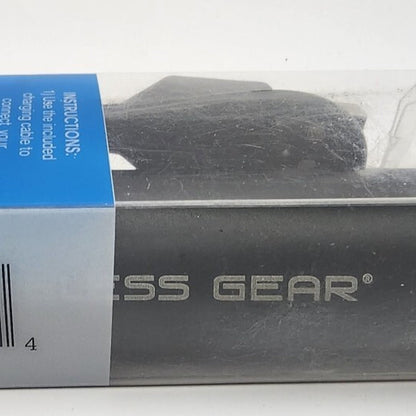 INSTRUCTIONS:
1) Use the included
charging cable to
connect your
ESS GEAR®
4